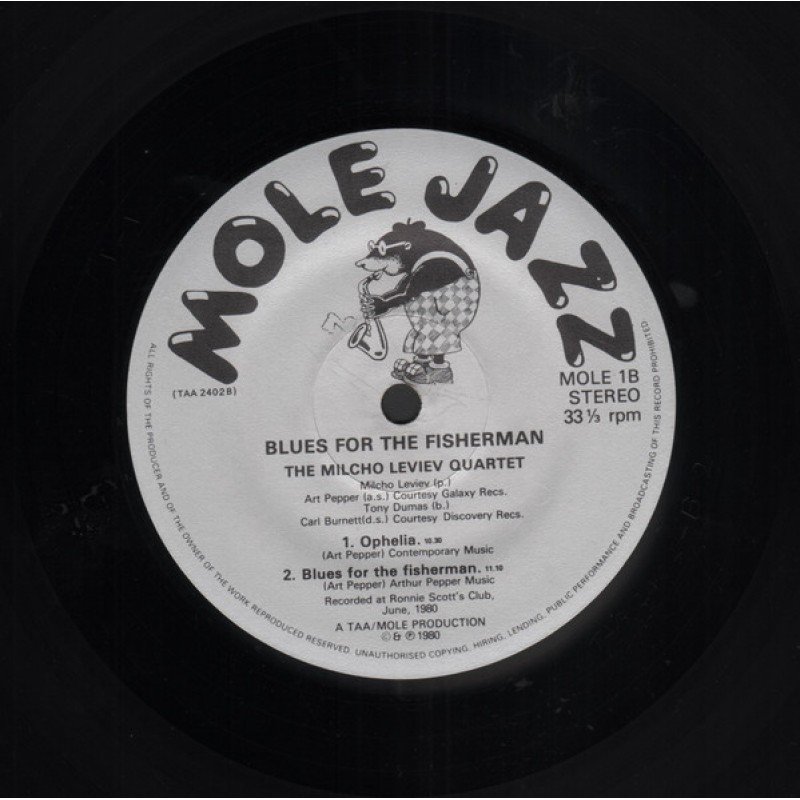 MOLE JAZZ
(TAA 2402B)
MOLE 1B
STEREO
33 ⅓ rpm
BLUES FOR THE FISHERMAN
THE MILCHO LEVIEV QUARTET
Milcho Leviev (p.)
Art Pepper (a.s.) Courtesy Galaxy Recs.
Tony Dumas (b.)
Carl Burnett(d.s.) Courtesy Discovery Recs.
1. Ophelia. 10.30
(Art Pepper) Contemporary Music
2. Blues for the fisherman. 11.10
(Art Pepper) Arthur Pepper Music
Recorded at Ronnie Scott's Club,
June, 1980
A TAA/MOLE PRODUCTION
© & ℗ 1980
ALL RIGHTS OF THE PRODUCER AND OF THE OWNER OF THE WORK REPRODUCED RESERVED. UNAUTHORISED COPYING, HIRING, LENDING, PUBLIC PERFORMANCE AND BROADCASTING OF THIS RECORD PROHIBITED